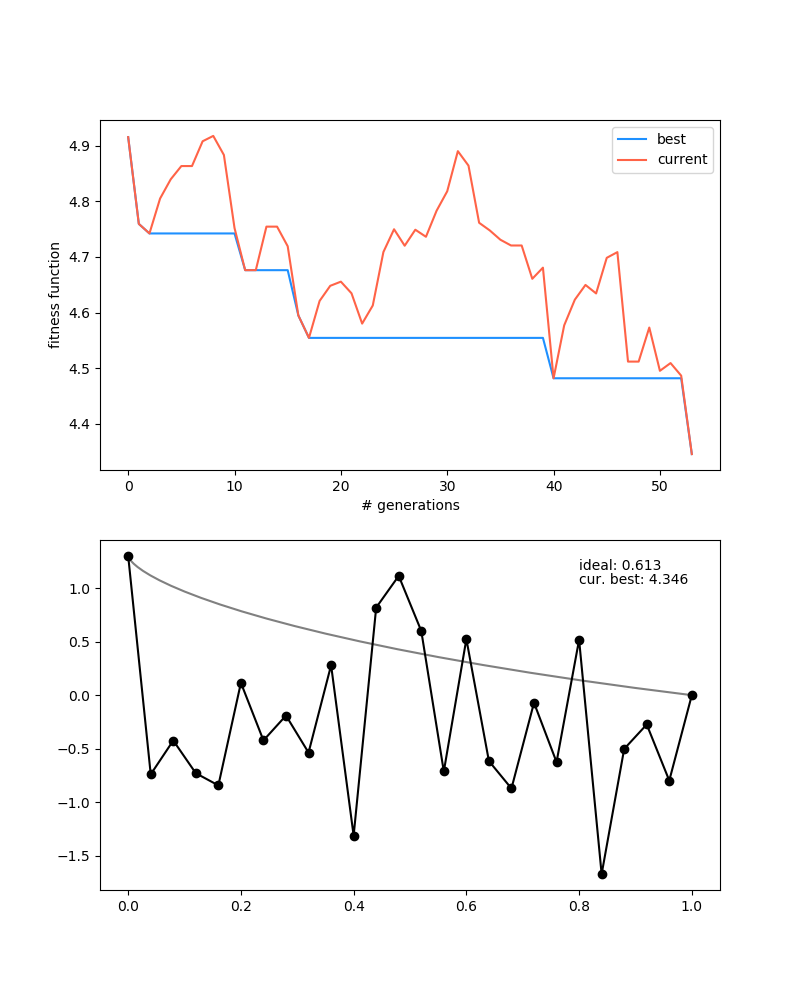 4.9
4.8
4.7
4.6
4.5
4.4
fitness function
best
current
0 10 20 30 40 50
# generations
ideal: 0.613
cur. best: 4.346
1.0
0.5
0.0
−0.5
−1.0
−1.5
0.0 0.2 0.4 0.6 0.8 1.0